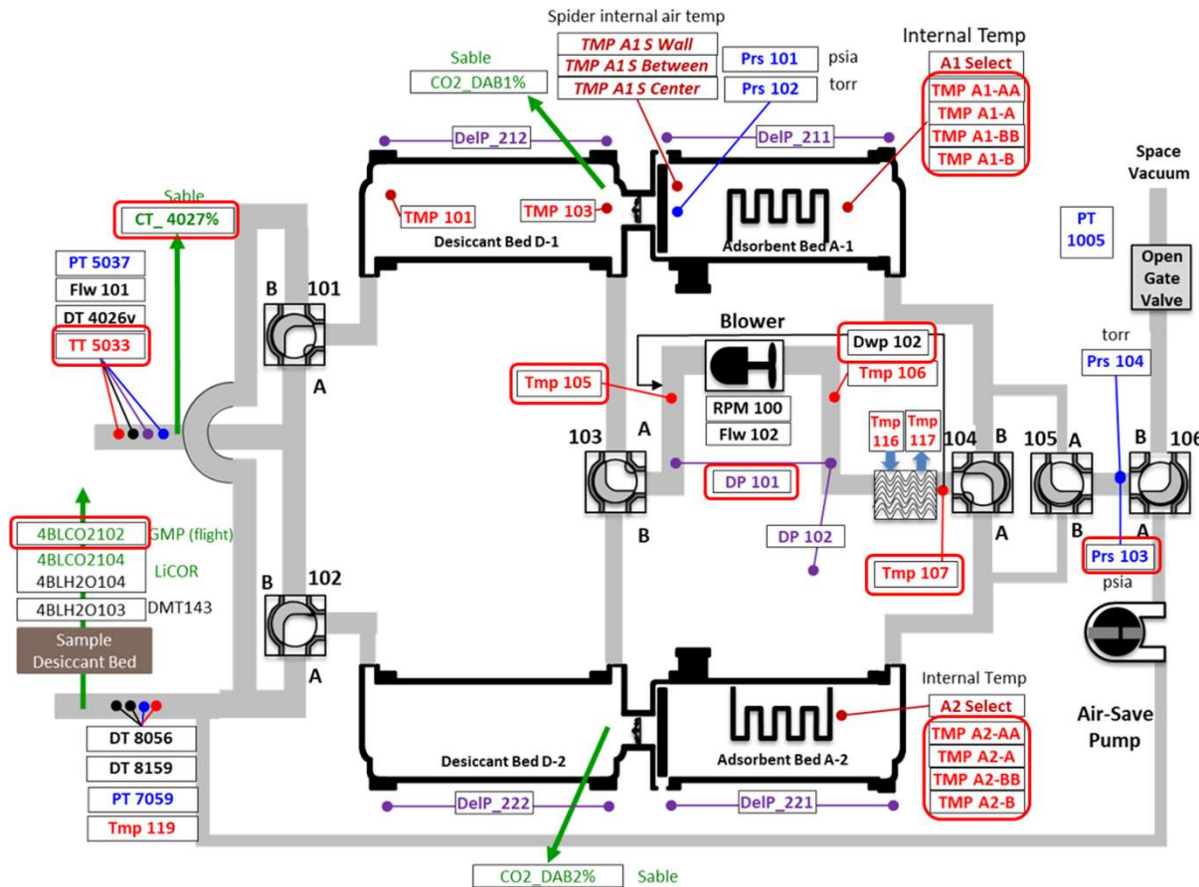 Spider internal air temp
TMP A1 S Wall
TMP A1 S Between
TMP A1 S Center
Prs 101
psia
Prs 102
torr
Internal Temp
A1 Select
TMP A1-AA
TMP A1-A
TMP A1-BB
TMP A1-B
Sable
CO2_DAB1%
DelP_212
DelP_211
Space
Vacuum
PT
1005
Open
Gate
Valve
TMP 101
TMP 103
Desiccant Bed D-1
Adsorbent Bed A-1
Sable
CT_ 4027%
PT 5037
Flw 101
DT 4026v
TT 5033
B
101
A
Blower
Dwp 102
Tmp 105
Tmp 106
RPM 100
Flw 102
torr
Prs 104
103
A
B
DP 101
DP 102
Tmp
116
Tmp
117
104
B
A
105
A
B
B
106
A
Tmp 107
Prs 103
psia
4BLCO2102
GMP (flight)
4BLCO2104
4BLH2O104
LiCOR
4BLH2O103
DMT143
Sample
Desiccant Bed
B
102
A
DT 8056
DT 8159
PT 7059
Tmp 119
Desiccant Bed D-2
Adsorbent Bed A-2
DelP_222
DelP_221
Internal Temp
A2 Select
TMP A2-AA
TMP A2-A
TMP A2-BB
TMP A2-B
Air-Save
Pump
CO2_DAB2%
Sable